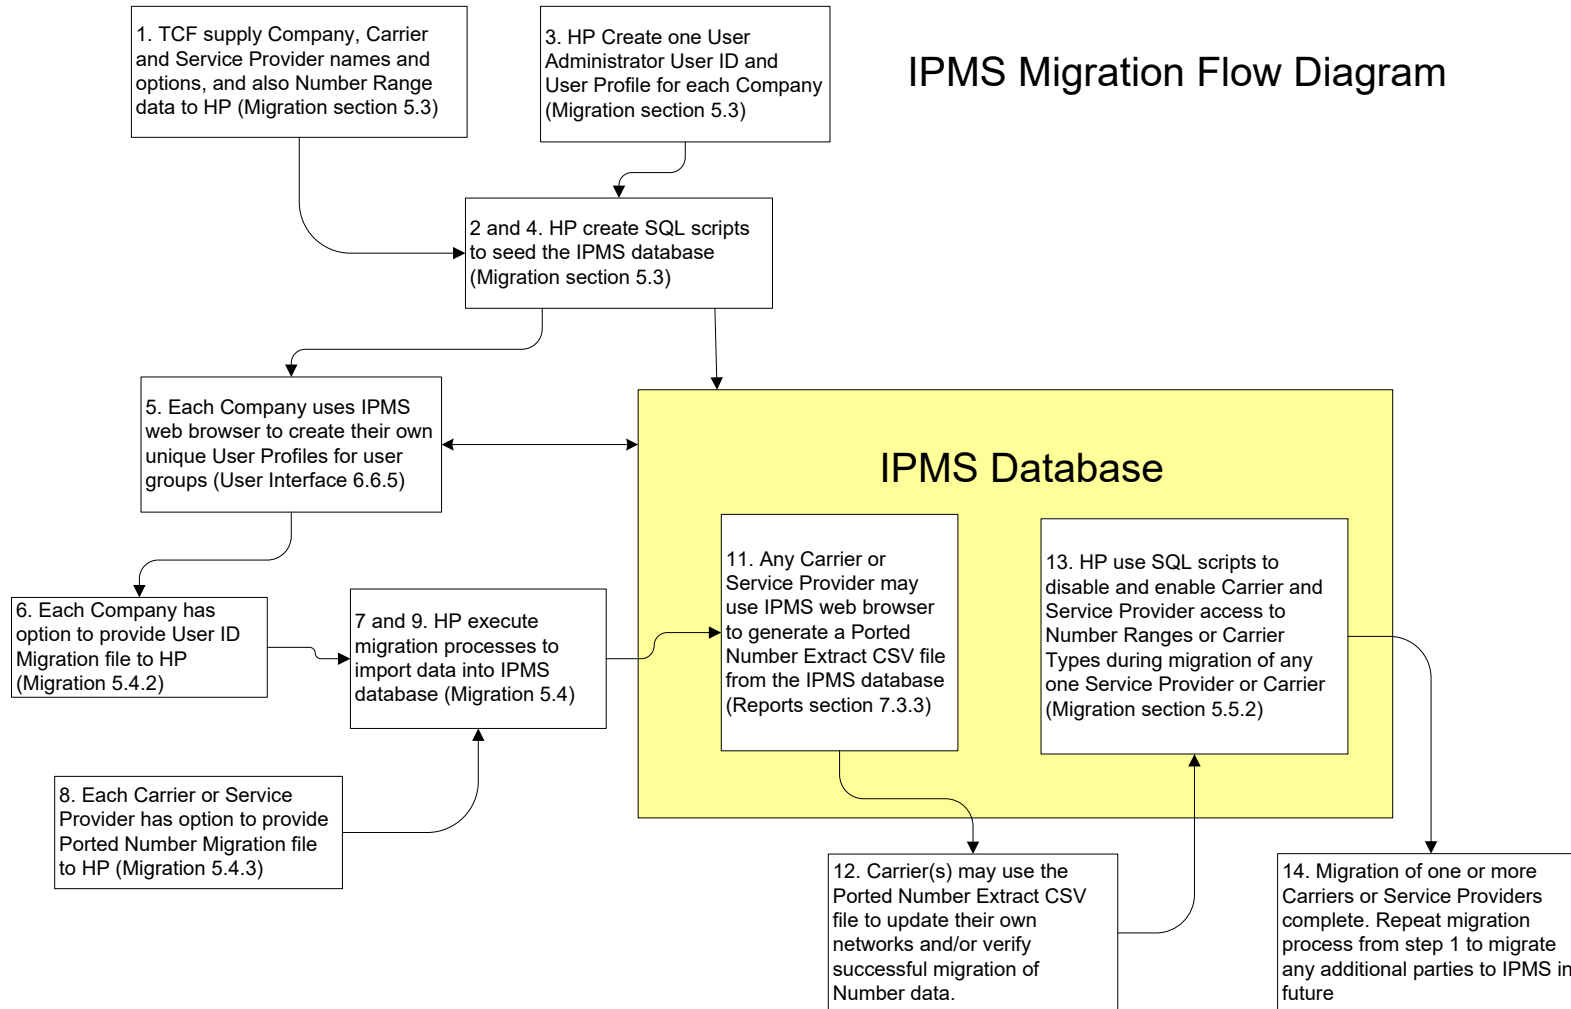 IPMS Migration Flow Diagram
1. TCF supply Company, Carrier
and Service Provider names and
options, and also Number Range
data to HP (Migration section 5.3)
3. HP Create one User
Administrator User ID and
User Profile for each Company
(Migration section 5.3)
2 and 4. HP create SQL scripts
to seed the IPMS database
(Migration section 5.3)
5. Each Company uses IPMS
web browser to create their own
unique User Profiles for user
groups (User Interface 6.6.5)
IPMS Database
6. Each Company has
option to provide User ID
Migration file to HP
(Migration 5.4.2)
7 and 9. HP execute
migration processes to
import data into IPMS
database (Migration 5.4)
8. Each Carrier or Service
Provider has option to provide
Ported Number Migration file
to HP (Migration 5.4.3)
11. Any Carrier or
Service Provider may
use IPMS web browser
to generate a Ported
Number Extract CSV file
from the IPMS database
(Reports section 7.3.3)
13. HP use SQL scripts to
disable and enable Carrier and
Service Provider access to
Number Ranges or Carrier
Types during migration of any
one Service Provider or Carrier
(Migration section 5.5.2)
12. Carrier(s) may use the
Ported Number Extract CSV
file to update their own
networks and/or verify
successful migration of
Number data.
14. Migration of one or more
Carriers or Service Providers
complete. Repeat migration
process from step 1 to migrate
any additional parties to IPMS in
future